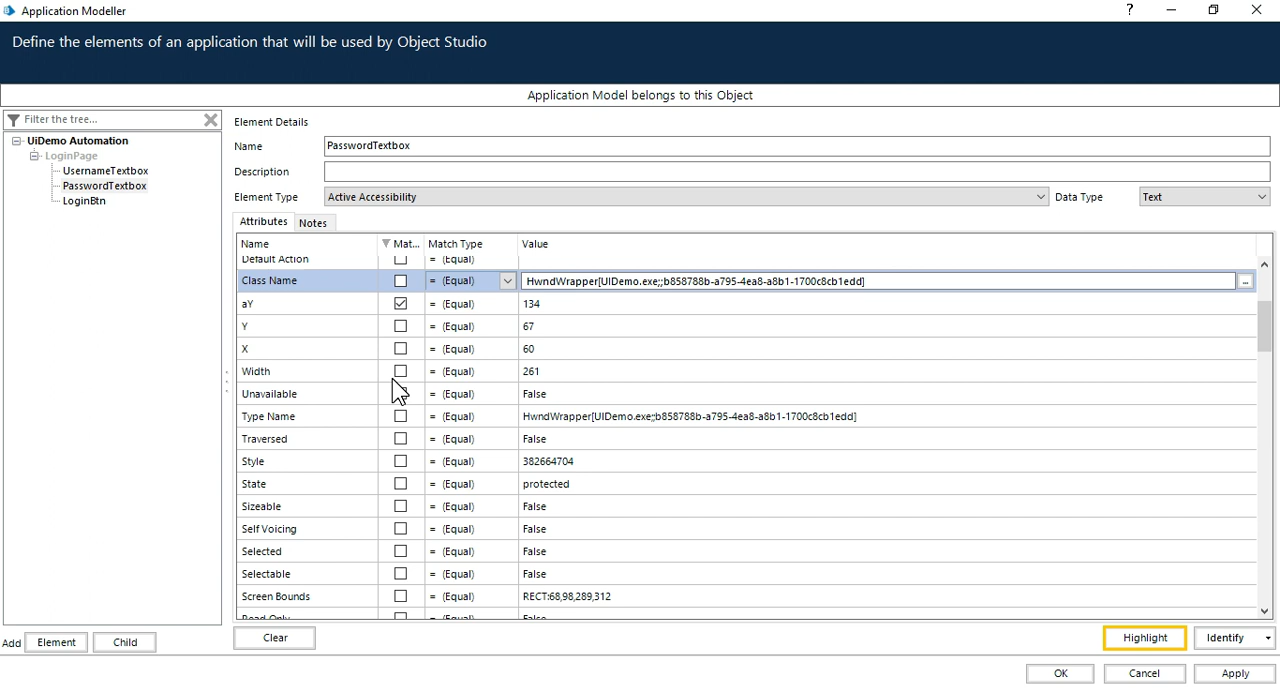 Application Modeller
?
Define the elements of an application that will be used by Object Studio
Application Model belongs to this Object
Filter the tree...
UiDemo Automation
LoginPage
UsernameTextbox
PasswordTextbox
LoginBtn
Element Details
Name PasswordTextbox
Description
Element Type Active Accessibility Data Type Text
Attributes Notes
Name Mat... Match Type Value
Default Action = (Equal)
Class Name = (Equal) HwndWrapper[UIDemo.exe;;b858788b-a795-4ea8-a8b1-1700c8cb1edd] ...
aY = (Equal) 134
Y = (Equal) 67
X = (Equal) 60
Width = (Equal) 261
Unavailable = (Equal) False
Type Name = (Equal) HwndWrapper[UIDemo.exe;;b858788b-a795-4ea8-a8b1-1700c8cb1edd]
Traversed = (Equal) False
Style = (Equal) 382664704
State = (Equal) protected
Sizeable = (Equal) False
Self Voicing = (Equal) False
Selected = (Equal) False
Selectable = (Equal) False
Screen Bounds = (Equal) RECT:68,98,289,312
Read Only = (Equal) False
Add Element Child Clear Highlight Identify
OK Cancel Apply